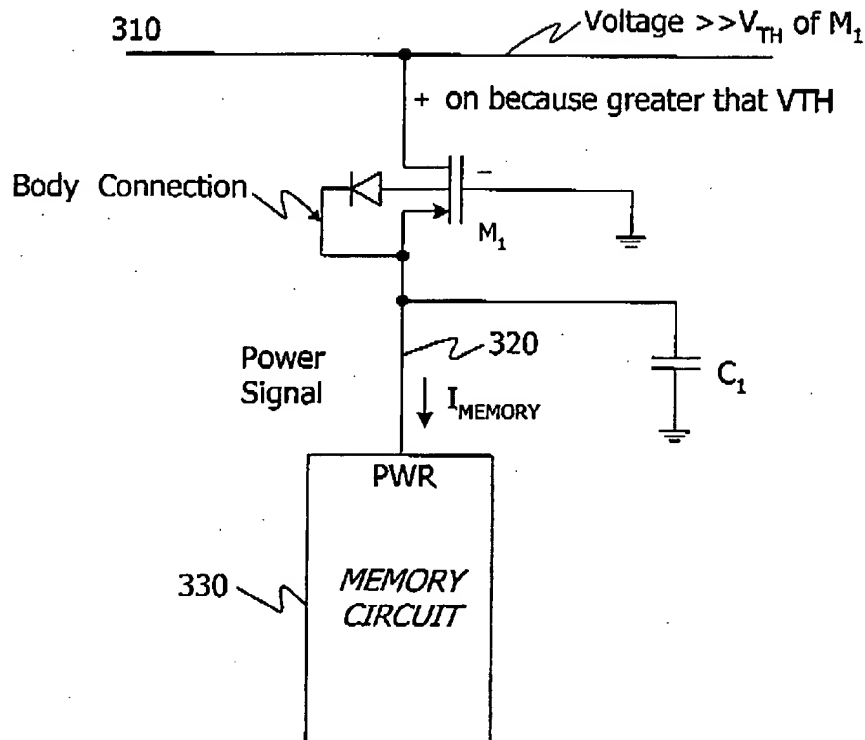 310
Voltage >>V_TH of M_1
+ on because greater that VTH
Body Connection
–
M_1
320
Power
Signal
I_MEMORY
C_1
PWR
330
MEMORY
CIRCUIT